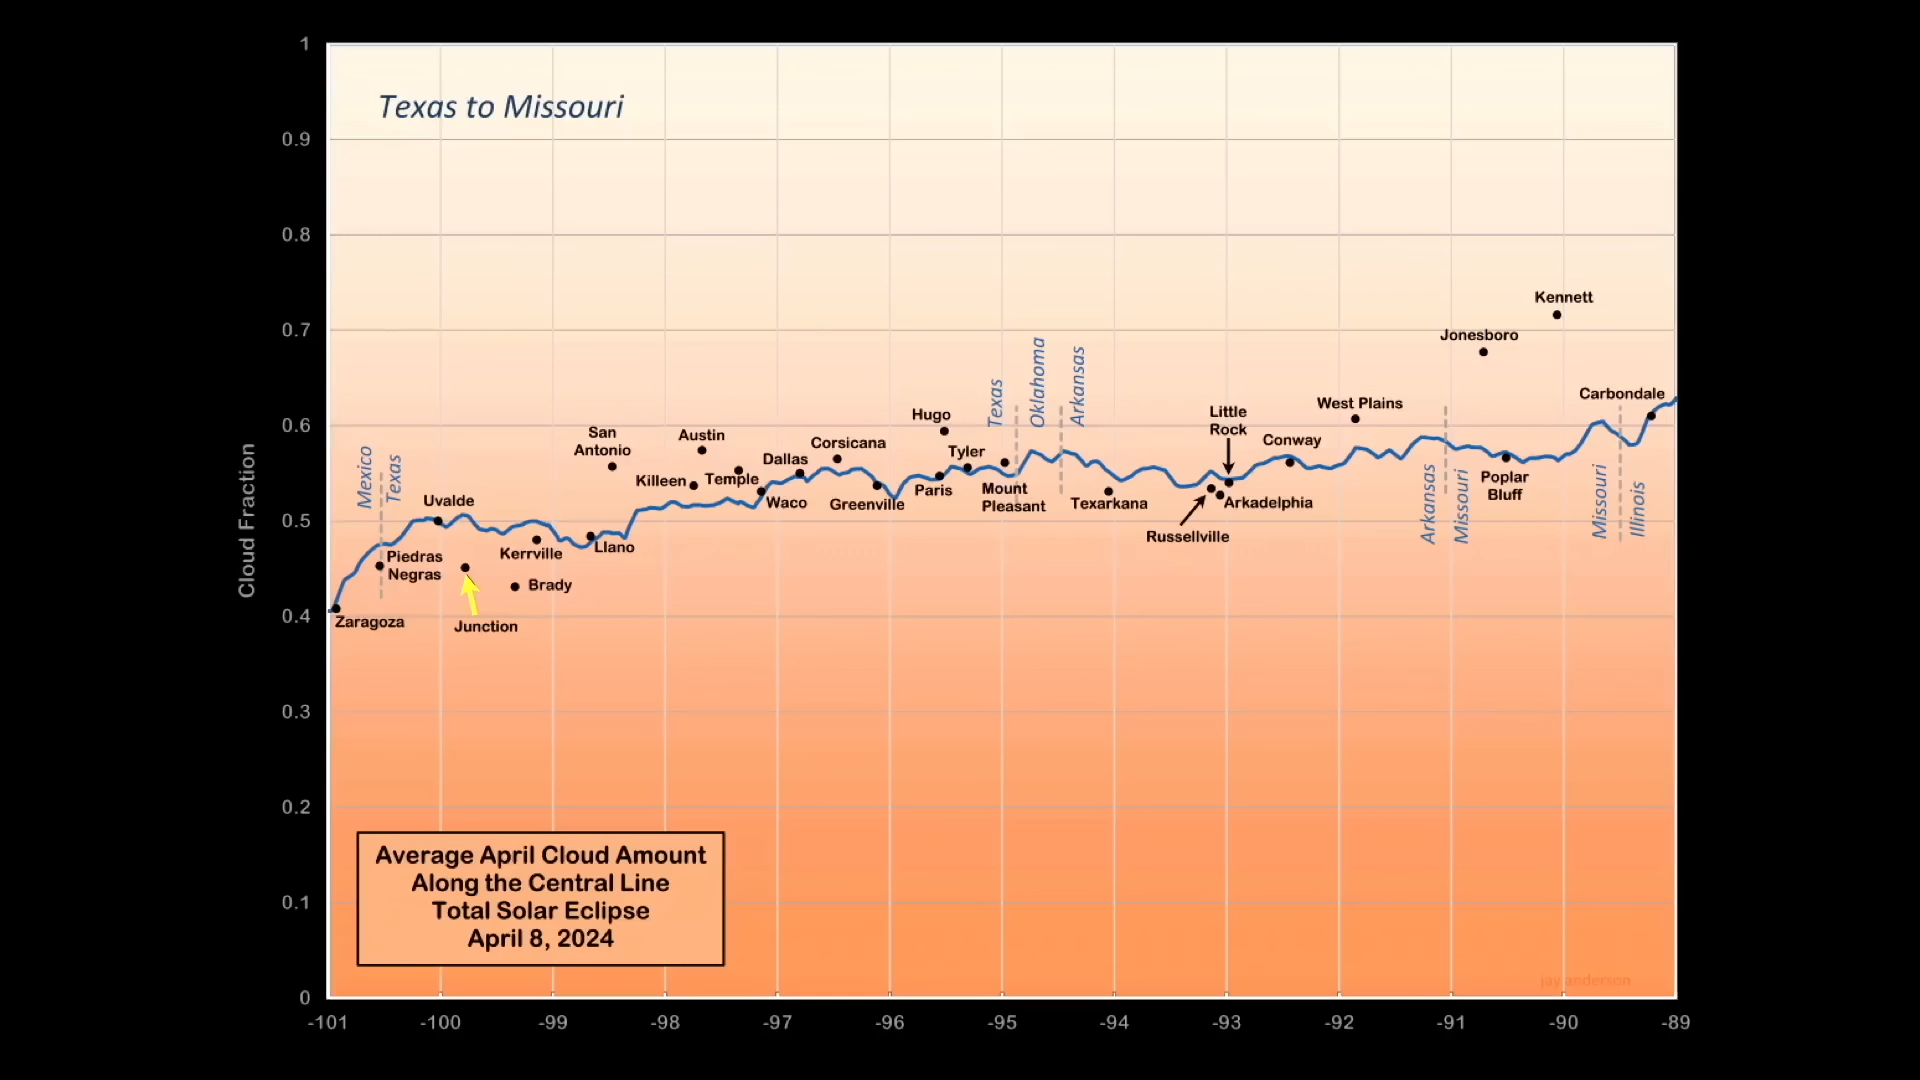 Texas to Missouri
1
0.9
0.8
0.7
0.6
0.5
0.4
0.3
0.2
0.1
0
Cloud Fraction
-101
-100
-99
-98
-97
-96
-95
-94
-93
-92
-91
-90
-89
Mexico
Texas
Zaragoza
Piedras
Negras
Uvalde
Junction
Kerrville
Brady
Llano
San
Antonio
Killeen
Austin
Temple
Waco
Dallas
Corsicana
Greenville
Hugo
Paris
Tyler
Mount
Pleasant
Texas
Oklahoma
Arkansas
Texarkana
Russellville
Little
Rock
Arkadelphia
Conway
West Plains
Arkansas
Missouri
Jonesboro
Poplar
Bluff
Kennett
Missouri
Illinois
Carbondale
Average April Cloud Amount
Along the Central Line
Total Solar Eclipse
April 8, 2024
jay anderson